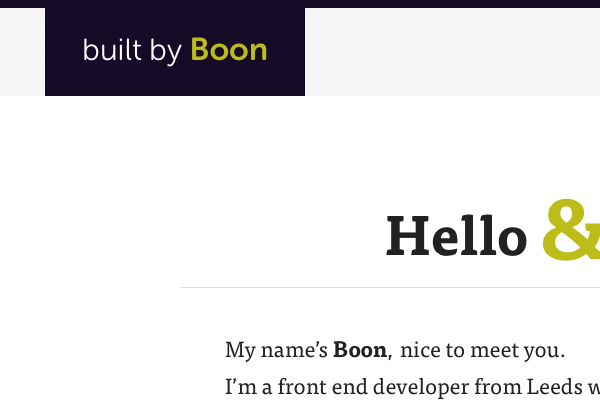 built by Boon
Hello &
My name’s Boon, nice to meet you.
I’m a front end developer from Leeds w